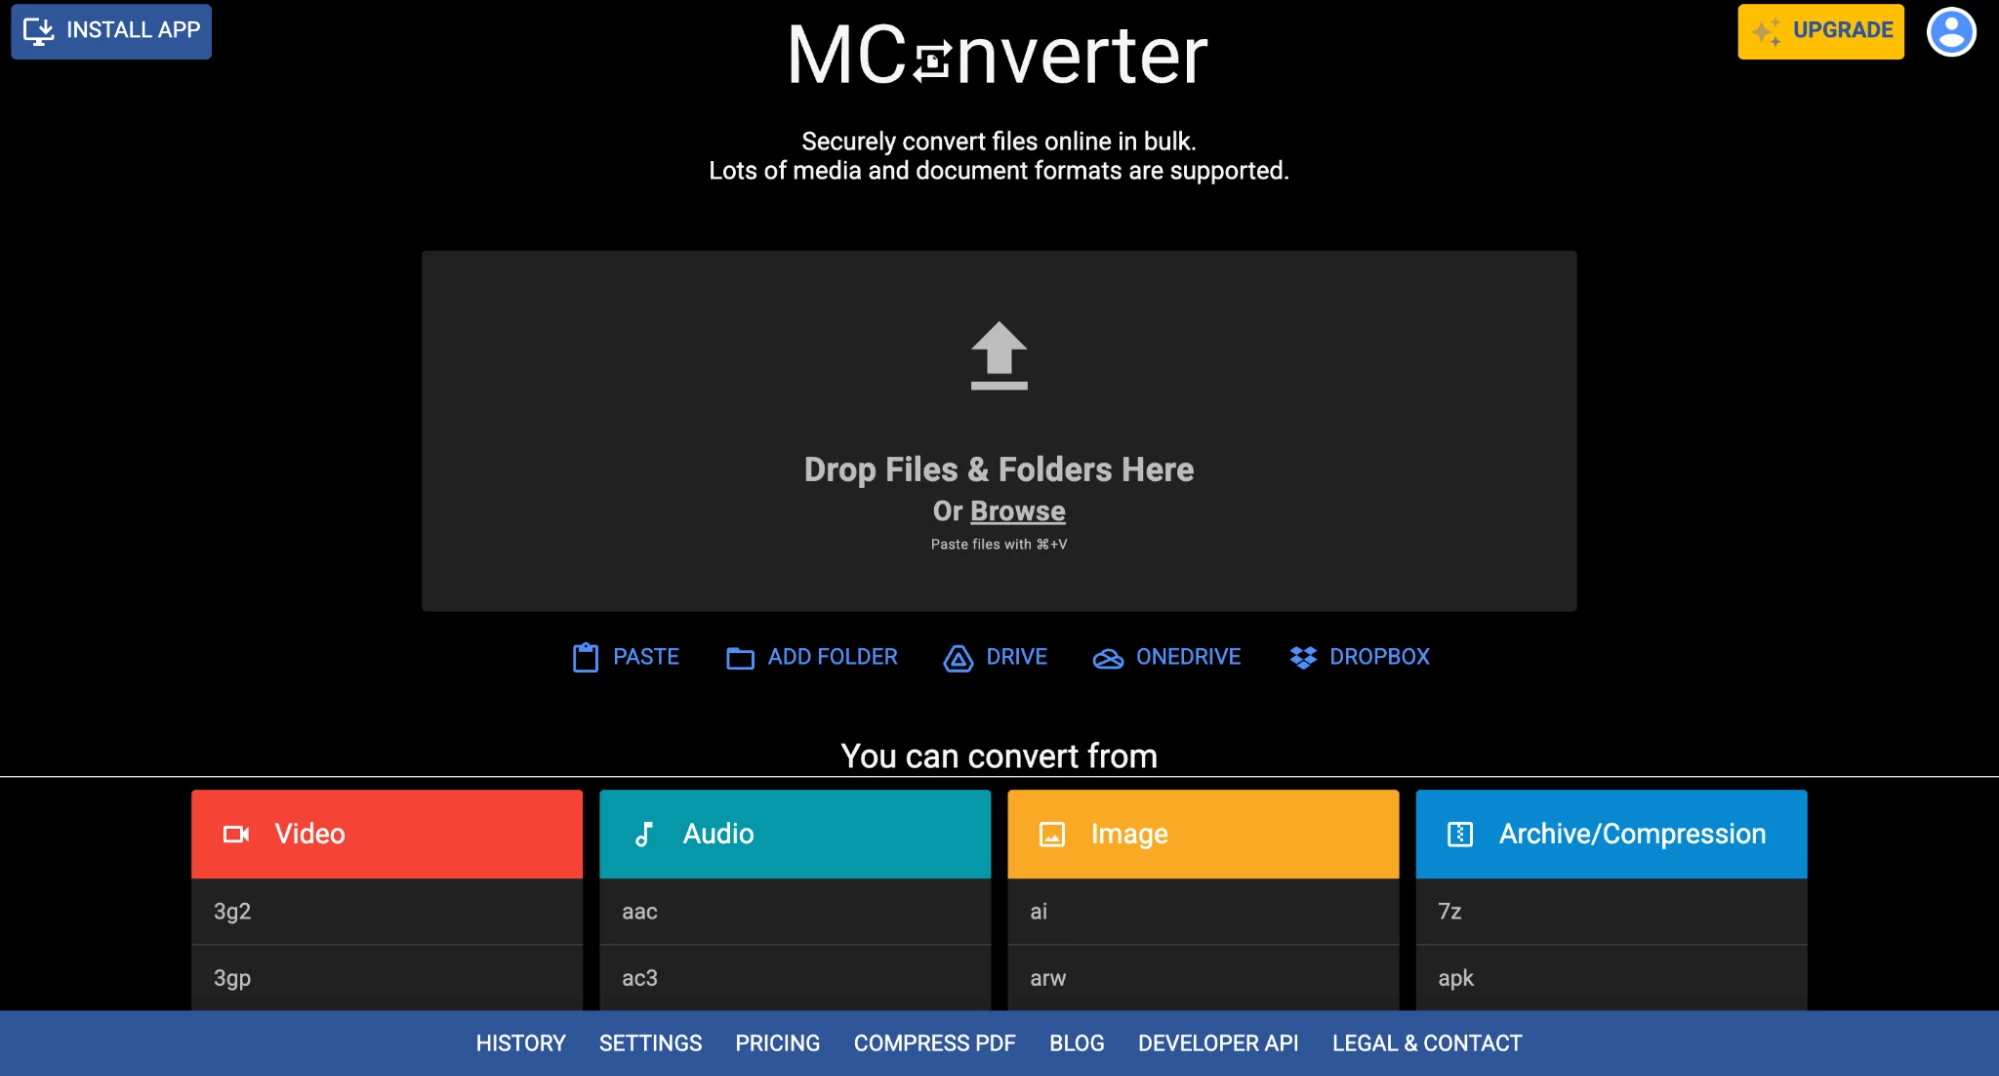 INSTALL APP
MConverter
UPGRADE
Securely convert files online in bulk.
Lots of media and document formats are supported.
Drop Files & Folders Here
Or Browse
Paste files with ⌘+V
PASTE
ADD FOLDER
DRIVE
ONEDRIVE
DROPBOX
You can convert from
Video
Audio
Image
Archive/Compression
3g2
aac
ai
7z
3gp
ac3
arw
apk
HISTORY
SETTINGS
PRICING
COMPRESS PDF
BLOG
DEVELOPER API
LEGAL & CONTACT